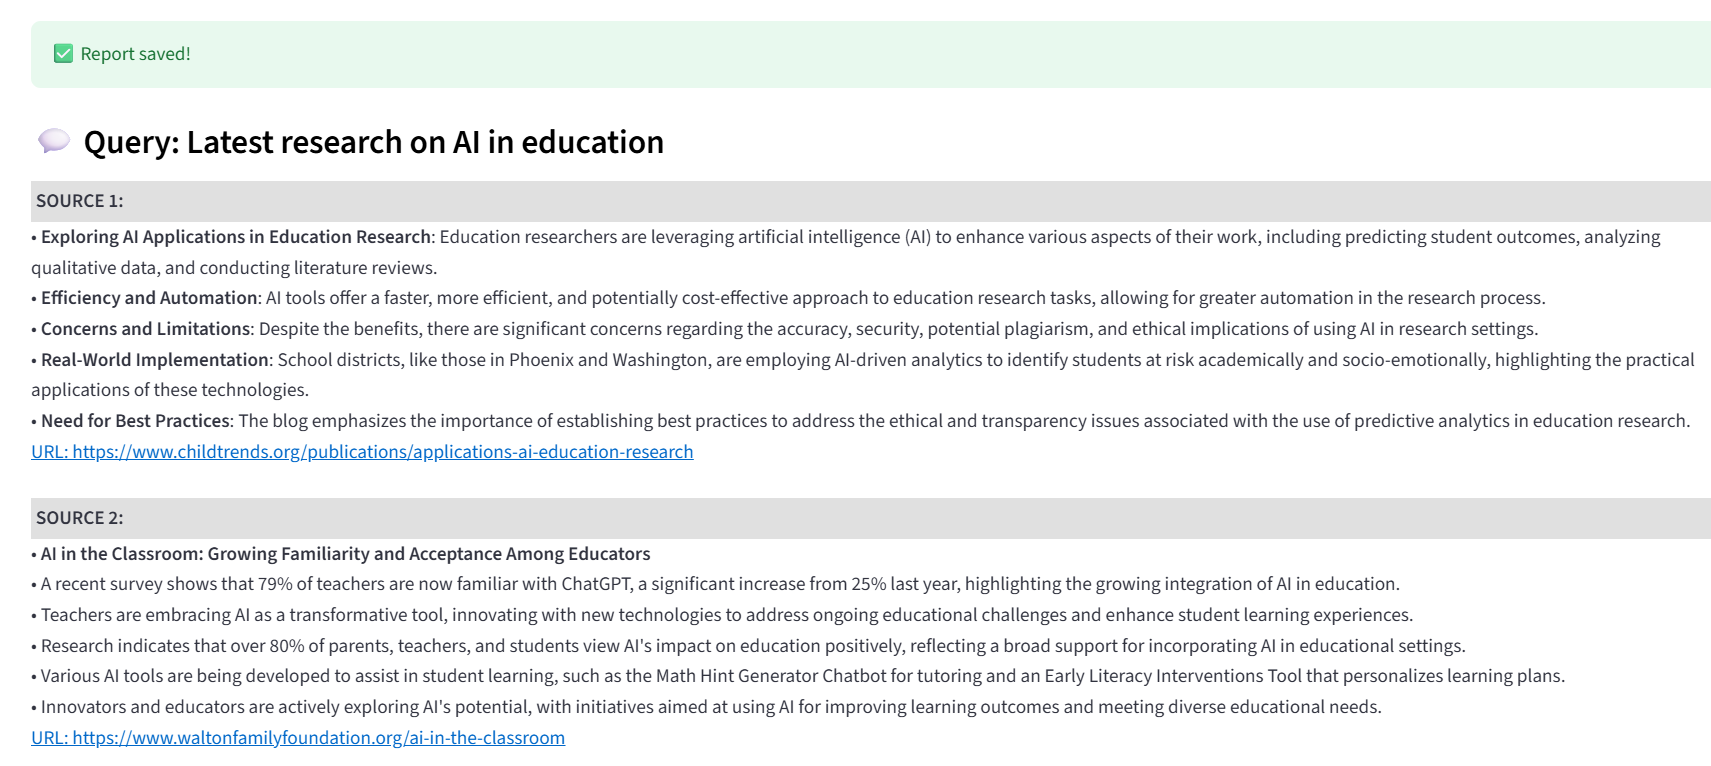 ✅ Report saved!
💬 Query: Latest research on AI in education
SOURCE 1:
• Exploring AI Applications in Education Research: Education researchers are leveraging artificial intelligence (AI) to enhance various aspects of their work, including predicting student outcomes, analyzing
qualitative data, and conducting literature reviews.
• Efficiency and Automation: AI tools offer a faster, more efficient, and potentially cost-effective approach to education research tasks, allowing for greater automation in the research process.
• Concerns and Limitations: Despite the benefits, there are significant concerns regarding the accuracy, security, potential plagiarism, and ethical implications of using AI in research settings.
• Real-World Implementation: School districts, like those in Phoenix and Washington, are employing AI-driven analytics to identify students at risk academically and socio-emotionally, highlighting the practical
applications of these technologies.
• Need for Best Practices: The blog emphasizes the importance of establishing best practices to address the ethical and transparency issues associated with the use of predictive analytics in education research.
URL: https://www.childtrends.org/publications/applications-ai-education-research
SOURCE 2:
• AI in the Classroom: Growing Familiarity and Acceptance Among Educators
• A recent survey shows that 79% of teachers are now familiar with ChatGPT, a significant increase from 25% last year, highlighting the growing integration of AI in education.
• Teachers are embracing AI as a transformative tool, innovating with new technologies to address ongoing educational challenges and enhance student learning experiences.
• Research indicates that over 80% of parents, teachers, and students view AI's impact on education positively, reflecting a broad support for incorporating AI in educational settings.
• Various AI tools are being developed to assist in student learning, such as the Math Hint Generator Chatbot for tutoring and an Early Literacy Interventions Tool that personalizes learning plans.
• Innovators and educators are actively exploring AI's potential, with initiatives aimed at using AI for improving learning outcomes and meeting diverse educational needs.
URL: https://www.waltonfamilyfoundation.org/ai-in-the-classroom